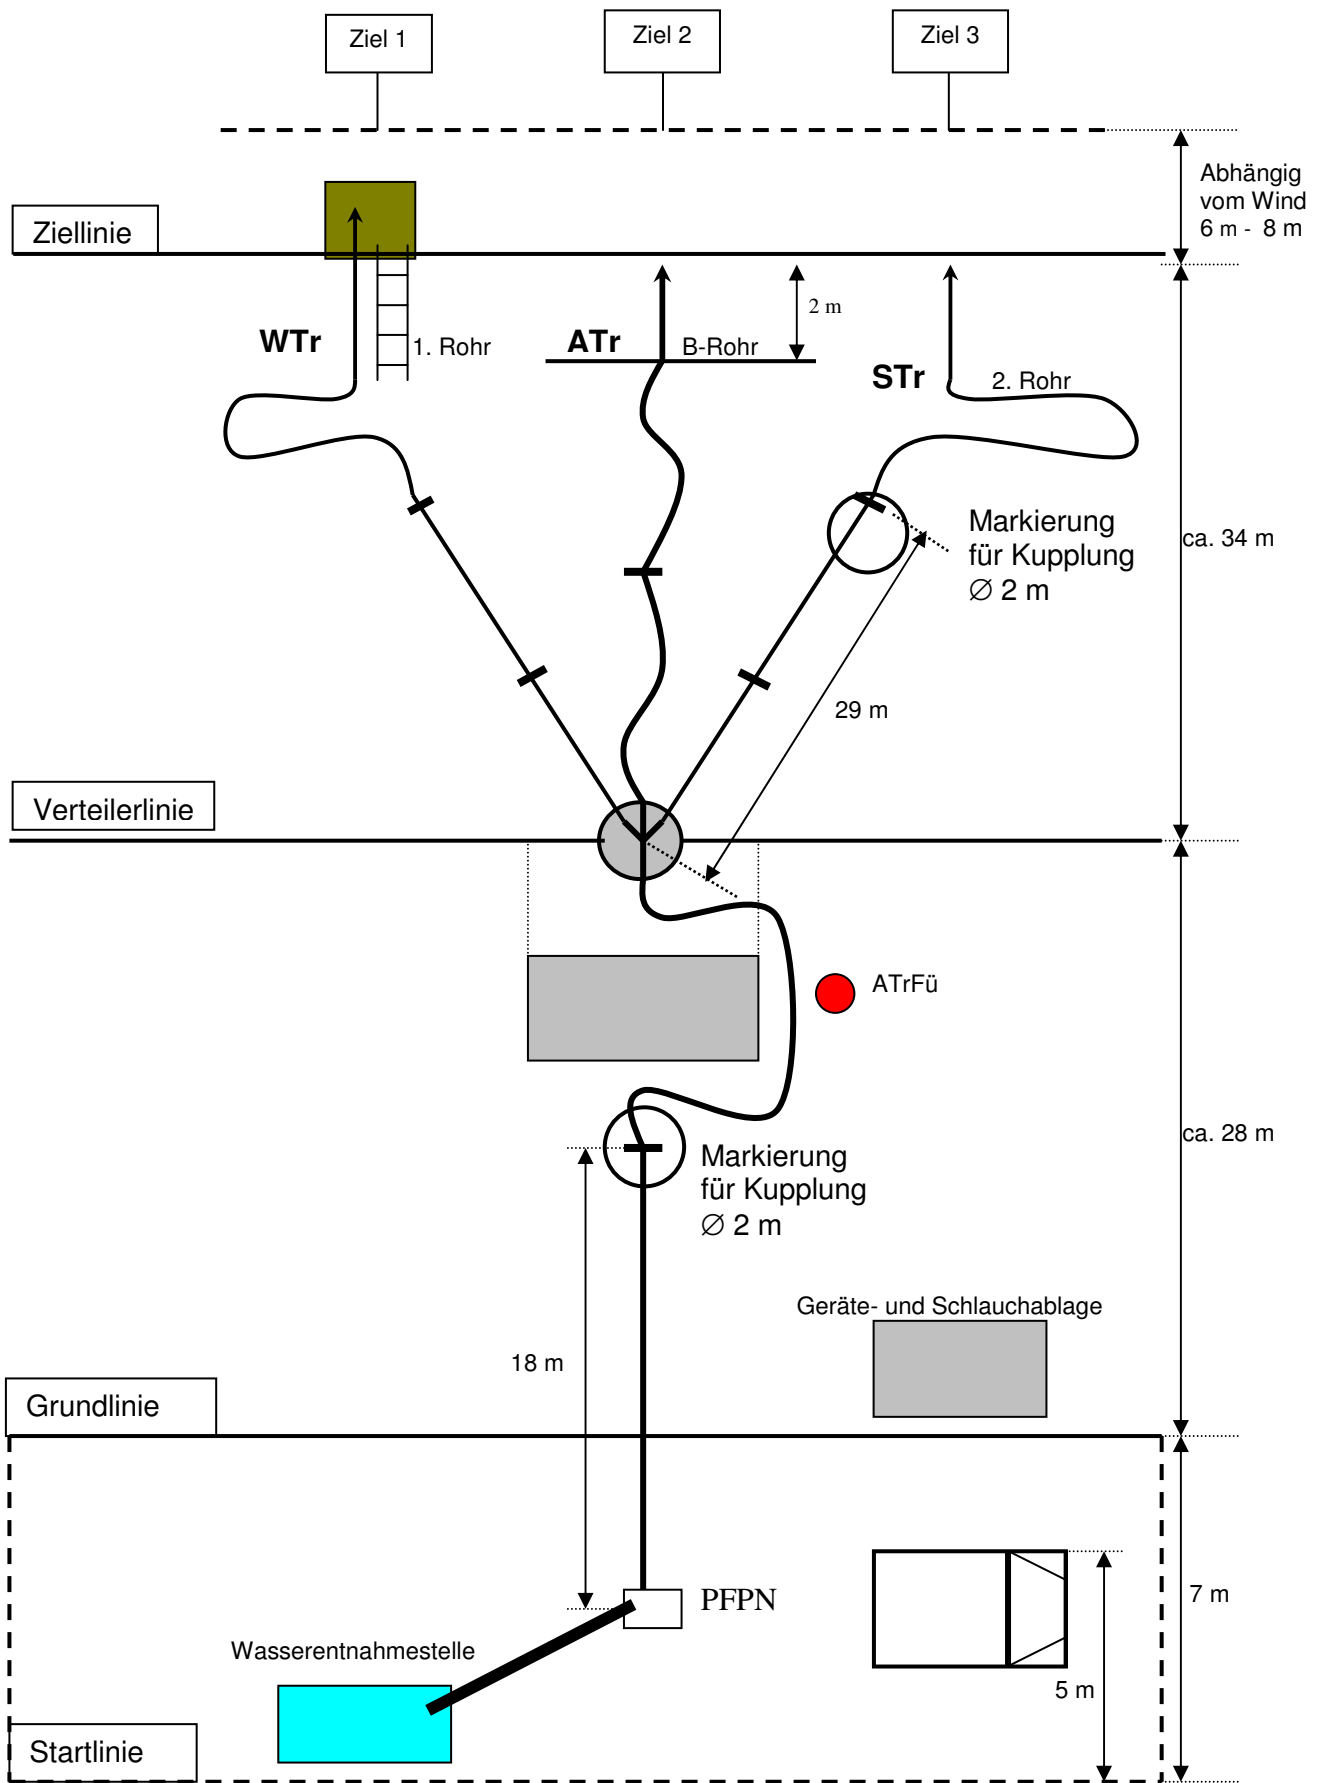 Ziel 1
Ziel 2
Ziel 3
Abhängig
vom Wind
6 m - 8 m
Ziellinie
2 m
WTr
1. Rohr
ATr
B-Rohr
STr
2. Rohr
Markierung
für Kupplung
∅ 2 m
ca. 34 m
29 m
Verteilerlinie
ATrFü
ca. 28 m
Markierung
für Kupplung
∅ 2 m
Geräte- und Schlauchablage
18 m
Grundlinie
PFPN
7 m
Wasserentnahmestelle
5 m
Startlinie